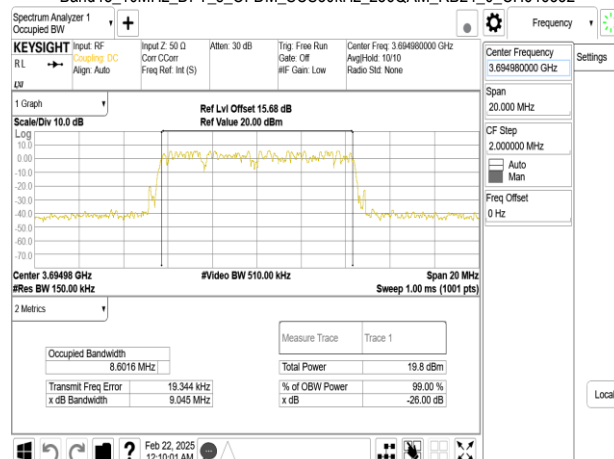 Spectrum Analyzer 1
Occupied BW
Frequency
KEYSIGHT
Input: RF
Input Z: 50 Ω
Atten: 30 dB
Trig: Free Run
Center Freq: 3.694980000 GHz
RL
Coupling: DC
Corr CCorr
Gate: Off
Avg|Hold: 10/10
Align: Auto
Freq Ref: Int (S)
#IF Gain: Low
Radio Std: None
LXI
Center Frequency
3.694980000 GHz
Settings
Span
20.000 MHz
CF Step
2.000000 MHz
Auto
Man
Freq Offset
0 Hz
1 Graph
Ref Lvl Offset 15.68 dB
Scale/Div 10.0 dB
Ref Value 20.00 dBm
Log
10.0
0.00
-10.0
-20.0
-30.0
-40.0
-50.0
-60.0
-70.0
Center 3.69498 GHz
#Video BW 510.00 kHz
Span 20 MHz
#Res BW 150.00 kHz
Sweep 1.00 ms (1001 pts)
2 Metrics
Measure Trace
Trace 1
Occupied Bandwidth
8.6016 MHz
Total Power
19.8 dBm
Transmit Freq Error
19.344 kHz
% of OBW Power
99.00 %
x dB Bandwidth
9.045 MHz
x dB
-26.00 dB
Local
Feb 22, 2025
12:10:01 AM